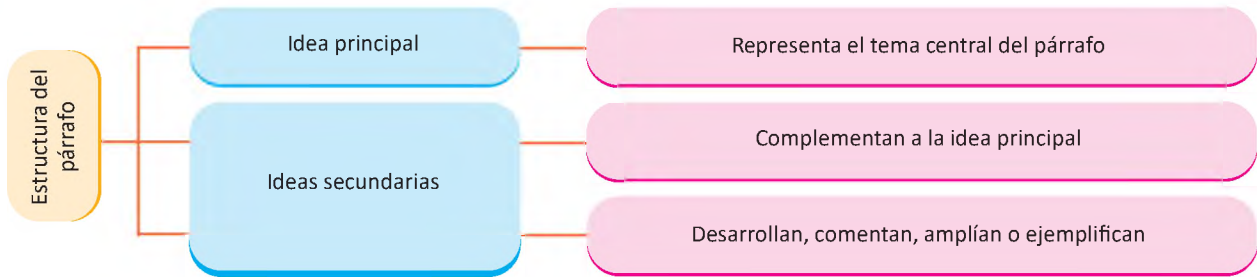 Estructura del
párrafo
Idea principal
Representa el tema central del párrafo
Ideas secundarias
Complementan a la idea principal
Desarrollan, comentan, amplían o ejemplifican